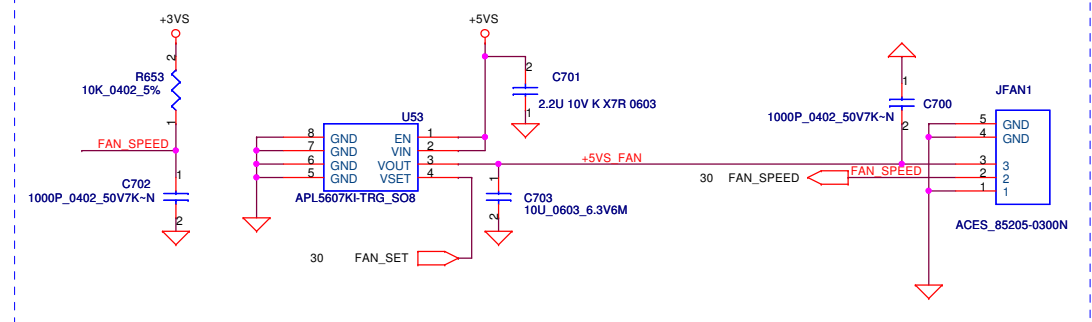 +3VS
2
R653
10K_0402_5%
1
FAN_SPEED
1
C702
1000P_0402_50V7K~N
2
+5VS
2
C701
2.2U 10V K X7R 0603
1
U53
8 GND EN 1
7 GND VIN 2
6 GND VOUT 3
5 GND VSET 4
APL5607KI-TRG_SO8
+5VS_FAN
1
C703
10U_0603_6.3V6M
2
30 FAN_SET
1
C700
1000P_0402_50V7K~N
2
30 FAN_SPEED
FAN_SPEED
JFAN1
5 GND
4 GND
3 3
2 2
1 1
ACES_85205-0300N